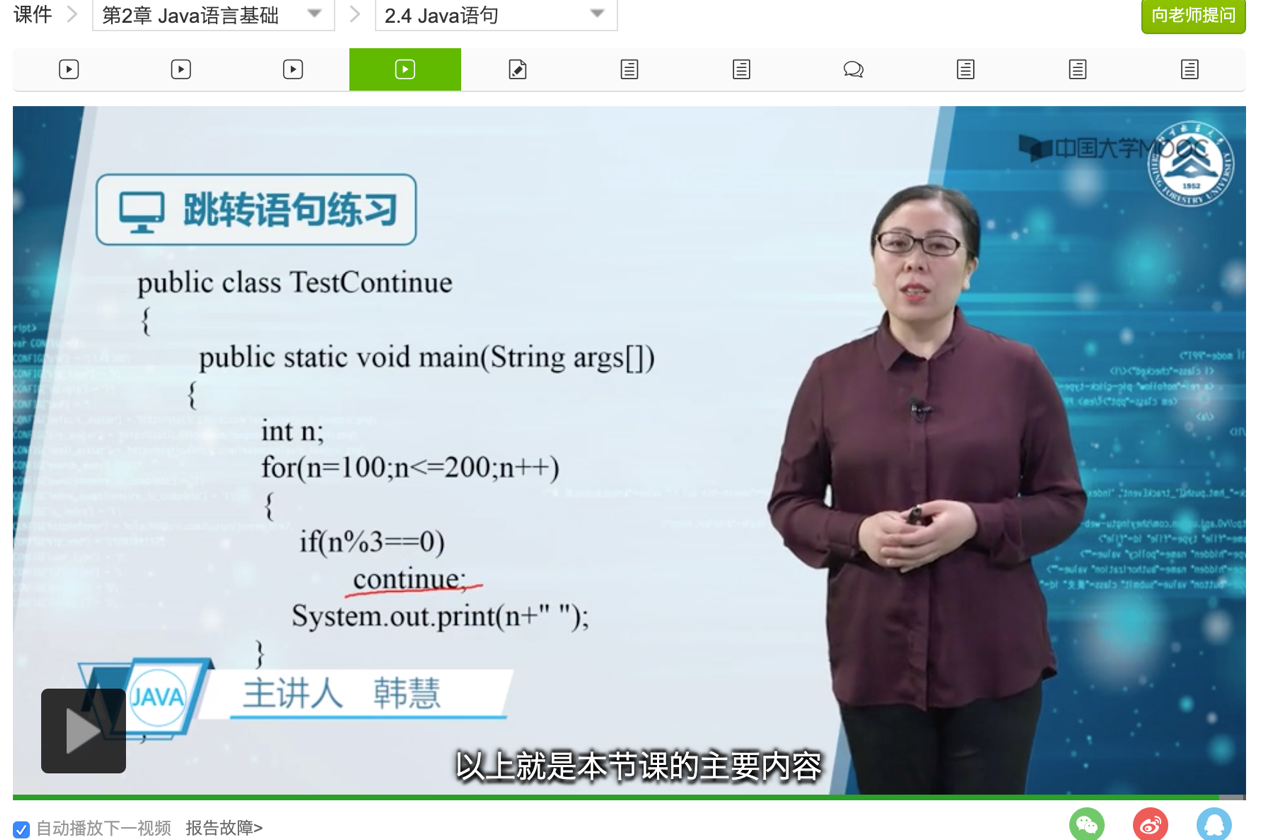 课件
第2章 Java语言基础
2.4 Java语句
向老师提问
中国大学MOOC
1952
跳转语句练习
public class TestContinue
{
public static void main(String args[])
{
int n;
for(n=100;n<=200;n++)
{
if(n%3==0)
continue;
System.out.print(n+" ");
}
JAVA
主讲人 韩慧
以上就是本节课的主要内容
自动播放下一视频 报告故障>